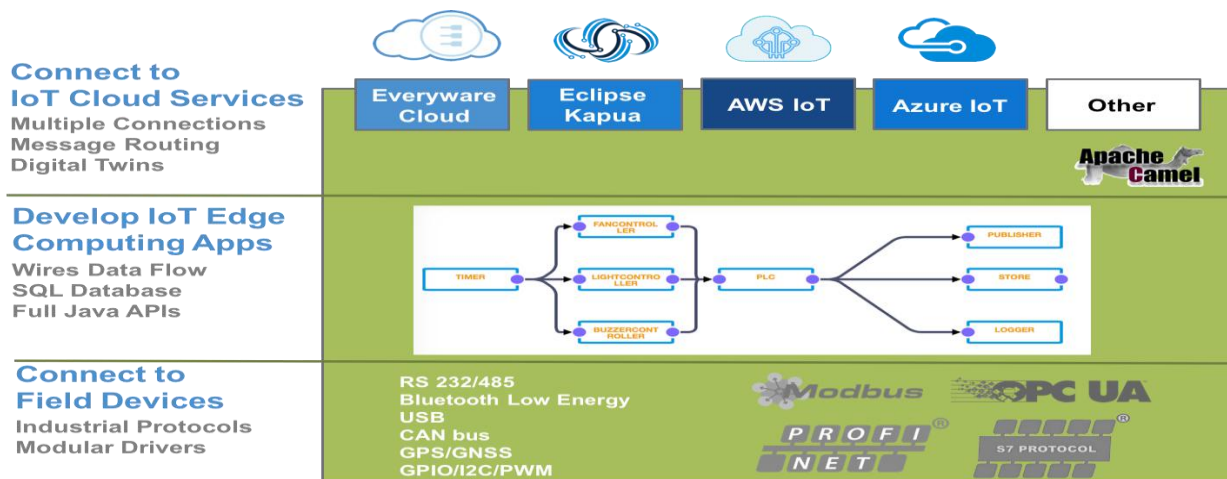 Connect to
IoT Cloud Services
Multiple Connections
Message Routing
Digital Twins
Everyware
Cloud
Eclipse
Kapua
AWS IoT
Azure IoT
Other
Apache
Camel
Develop IoT Edge
Computing Apps
Wires Data Flow
SQL Database
Full Java APIs
TIMER
FANCONTROL
LER
LIGHTCONTRO
LLER
BUZZERCONT
ROLLER
PLC
PUBLISHER
STORE
LOGGER
Connect to
Field Devices
Industrial Protocols
Modular Drivers
RS 232/485
Bluetooth Low Energy
USB
CAN bus
GPS/GNSS
GPIO/I2C/PWM
Modbus
OPC UA
PROFI
NET
®
S7 PROTOCOL
®